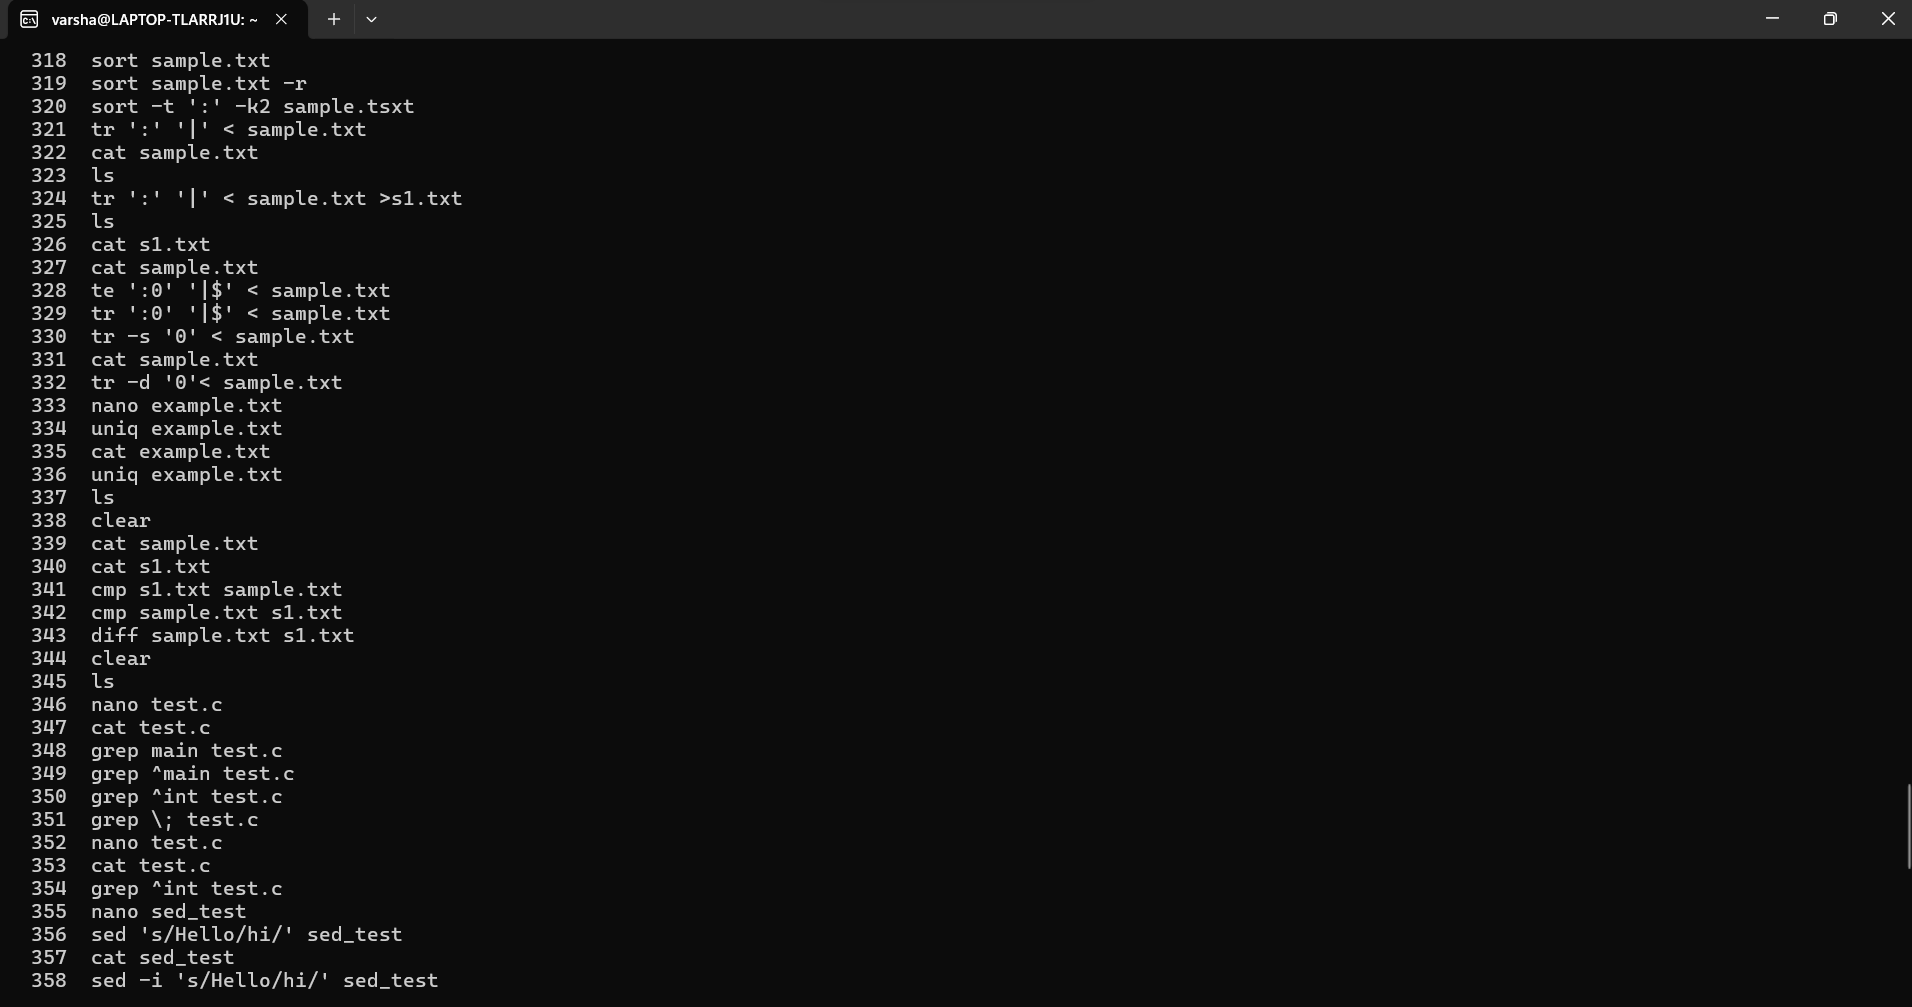 varsha@LAPTOP-TLARRJ1U: ~
318 sort sample.txt
319 sort sample.txt -r
320 sort -t ':' -k2 sample.tsxt
321 tr ':' '|' < sample.txt
322 cat sample.txt
323 ls
324 tr ':' '|' < sample.txt >s1.txt
325 ls
326 cat s1.txt
327 cat sample.txt
328 te ':0' '|$' < sample.txt
329 tr ':0' '|$' < sample.txt
330 tr -s '0' < sample.txt
331 cat sample.txt
332 tr -d '0'< sample.txt
333 nano example.txt
334 uniq example.txt
335 cat example.txt
336 uniq example.txt
337 ls
338 clear
339 cat sample.txt
340 cat s1.txt
341 cmp s1.txt sample.txt
342 cmp sample.txt s1.txt
343 diff sample.txt s1.txt
344 clear
345 ls
346 nano test.c
347 cat test.c
348 grep main test.c
349 grep ^main test.c
350 grep ^int test.c
351 grep \; test.c
352 nano test.c
353 cat test.c
354 grep ^int test.c
355 nano sed_test
356 sed 's/Hello/hi/' sed_test
357 cat sed_test
358 sed -i 's/Hello/hi/' sed_test